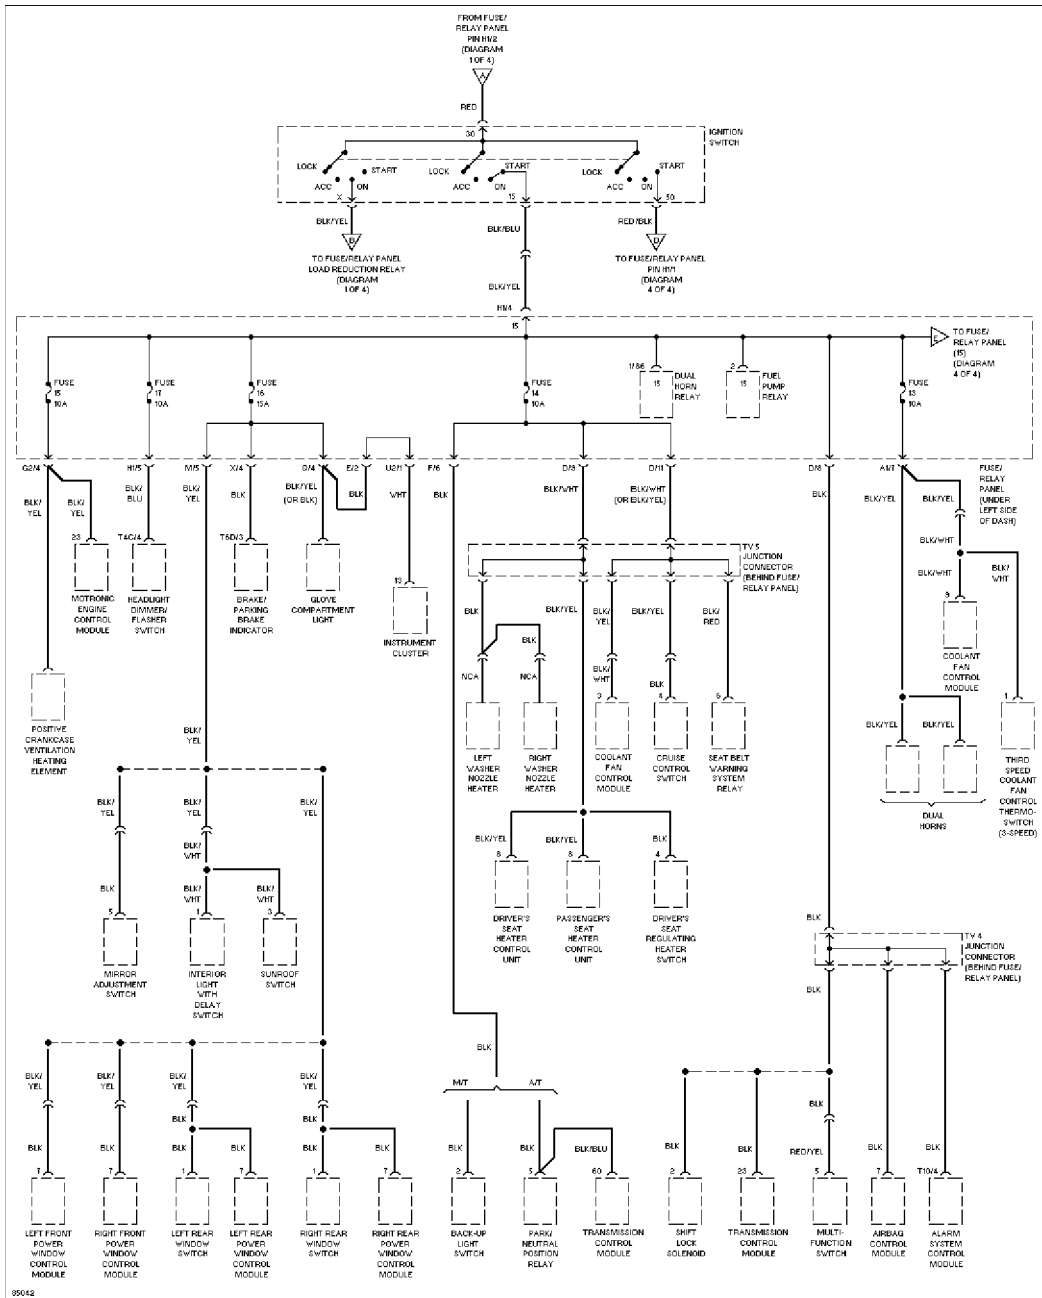 FROM FUSE/
RELAY PANEL
PIN H1/2
(DIAGRAM
1 OF 4)
A
RED
30
IGNITION
SWITCH
LOCK
START
ACC
ON
X
LOCK
START
ACC
ON
15
LOCK
START
ACC
ON
50
BLK/YEL
BLK/BLU
RED/BLK
B
D
TO FUSE/RELAY PANEL
LOAD REDUCTION RELAY
(DIAGRAM
1 OF 4)
TO FUSE/RELAY PANEL
PIN H1/1
(DIAGRAM
4 OF 4)
BLK/YEL
H1/4
15
E
TO FUSE/
RELAY PANEL
(15)
(DIAGRAM
4 OF 4)
FUSE
15
10A
FUSE
17
10A
FUSE
16
15A
FUSE
14
10A
1/86
15
DUAL
HORN
RELAY
2
15
FUEL
PUMP
RELAY
FUSE
13
10A
G2/4
H1/5
M/5
X/4
Q/4
E/2
U2/1
F/6
D/3
D/11
D/8
A1/7
FUSE/
RELAY
PANEL
(UNDER
LEFT SIDE
OF DASH)
BLK/
YEL
BLK/
YEL
BLK/
BLU
BLK/
YEL
BLK
BLK/YEL
(OR BLK)
BLK
WHT
BLK
BLK/WHT
BLK/WHT
(OR BLK/YEL)
BLK
BLK/YEL
BLK/YEL
BLK/WHT
BLK/WHT
BLK/
WHT
23
MOTRONIC
ENGINE
CONTROL
MODULE
T4C/4
HEADLIGHT
DIMMER/
FLASHER
SWITCH
T6D/3
BRAKE/
PARKING
BRAKE
INDICATOR
GLOVE
COMPARTMENT
LIGHT
13
INSTRUMENT
CLUSTER
TV 5
JUNCTION
CONNECTOR
(BEHIND FUSE/
RELAY PANEL)
BLK
BLK
BLK/YEL
BLK/
YEL
BLK/YEL
BLK/
RED
NCA
NCA
BLK/
WHT
BLK
3
4
6
LEFT
WASHER
NOZZLE
HEATER
RIGHT
WASHER
NOZZLE
HEATER
COOLANT
FAN
CONTROL
MODULE
CRUISE
CONTROL
SWITCH
SEAT BELT
WARNING
SYSTEM
RELAY
COOLANT
FAN
CONTROL
MODULE
1
BLK/YEL
BLK/YEL
DUAL
HORNS
THIRD
SPEED
COOLANT
FAN
CONTROL
THERMO-
SWITCH
(3-SPEED)
POSITIVE
CRANKCASE
VENTILATION
HEATING
ELEMENT
BLK/
YEL
BLK/
YEL
BLK/
YEL
BLK/
YEL
BLK/
WHT
BLK
BLK/
WHT
BLK/
WHT
5
1
3
MIRROR
ADJUSTMENT
SWITCH
INTERIOR
LIGHT
WITH
DELAY
SWITCH
SUNROOF
SWITCH
BLK/YEL
BLK/YEL
BLK
4
DRIVER'S
SEAT
HEATER
CONTROL
UNIT
PASSENGER'S
SEAT
HEATER
CONTROL
UNIT
DRIVER'S
SEAT
REGULATING
HEATER
SWITCH
BLK
TV 4
JUNCTION
CONNECTOR
(BEHIND FUSE/
RELAY PANEL)
BLK
BLK
M/T
A/T
BLK/
YEL
BLK/
YEL
BLK/
YEL
BLK/
YEL
BLK
BLK
BLK
BLK
BLK
BLK
BLK
BLK
BLK
BLK
BLK/BLU
BLK
BLK
BLK
RED/YEL
BLK
BLK
7
7
1
7
1
7
2
5
60
2
23
5
7
T10/4
LEFT FRONT
POWER
WINDOW
CONTROL
MODULE
RIGHT FRONT
POWER
WINDOW
CONTROL
MODULE
LEFT REAR
WINDOW
SWITCH
LEFT REAR
POWER
WINDOW
CONTROL
MODULE
RIGHT REAR
WINDOW
SWITCH
RIGHT REAR
POWER
WINDOW
CONTROL
MODULE
BACK-UP
LIGHT
SWITCH
PARK/
NEUTRAL
POSITION
RELAY
TRANSMISSION
CONTROL
MODULE
SHIFT
LOCK
SOLENOID
TRANSMISSION
CONTROL
MODULE
MULTI-
FUNCTION
SWITCH
AIRBAG
CONTROL
MODULE
ALARM
SYSTEM
CONTROL
MODULE
85042